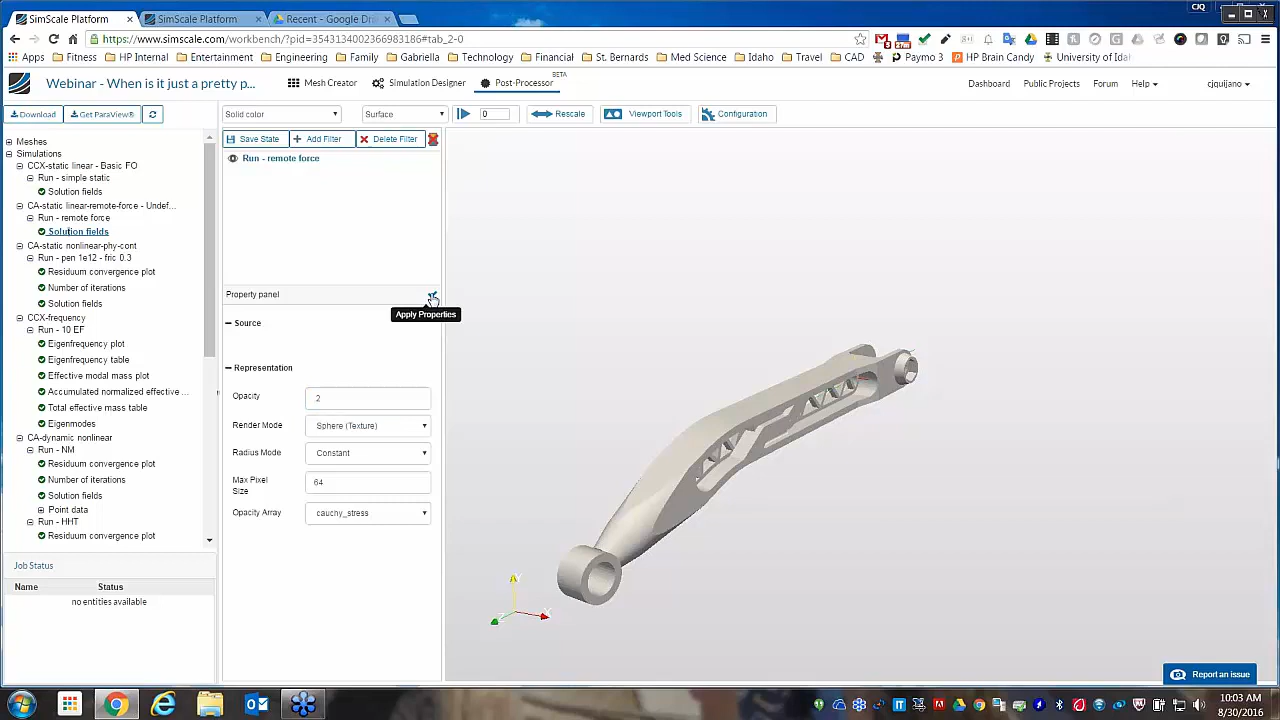 CIQ
SimScale Platform
SimScale Platform
Recent - Google Dri
https://www.simscale.com/workbench/?pid=3543134002366983186#tab_2-0
Apps Fitness HP Internal Entertainment Engineering Family Gabriella Technology Financial St. Bernards Med Science Idaho Travel CAD Paymo 3 HP Brain Candy University of Idah
Webinar - When is it just a pretty p... Mesh Creator Simulation Designer Post-Processor BETA Dashboard Public Projects Forum Help cjquijano
Download Get ParaView® Solid color Surface 0 Rescale Viewport Tools Configuration
Save State Add Filter Delete Filter
Run - remote force
Meshes
Simulations
CCX-static linear - Basic FO
Run - simple static
Solution fields
CA-static linear-remote-force - Undef...
Run - remote force
Solution fields
CA-static nonlinear-phy-cont
Run - pen 1e12 - fric 0.3
Residuum convergence plot
Number of iterations
Solution fields
CCX-frequency
Run - 10 EF
Eigenfrequency plot
Eigenfrequency table
Effective modal mass plot
Accumulated normalized effective ...
Total effective mass table
Eigenmodes
CA-dynamic nonlinear
Run - NM
Residuum convergence plot
Number of iterations
Solution fields
Point data
Run - HHT
Residuum convergence plot
Job Status
Name Status
no entities available
Property panel
Apply Properties
Source
Representation
Opacity .2
Render Mode Sphere (Texture)
Radius Mode Constant
Max Pixel
Size
64
Opacity Array cauchy_stress
Y
X
Report an issue
10:03 AM
8/30/2016